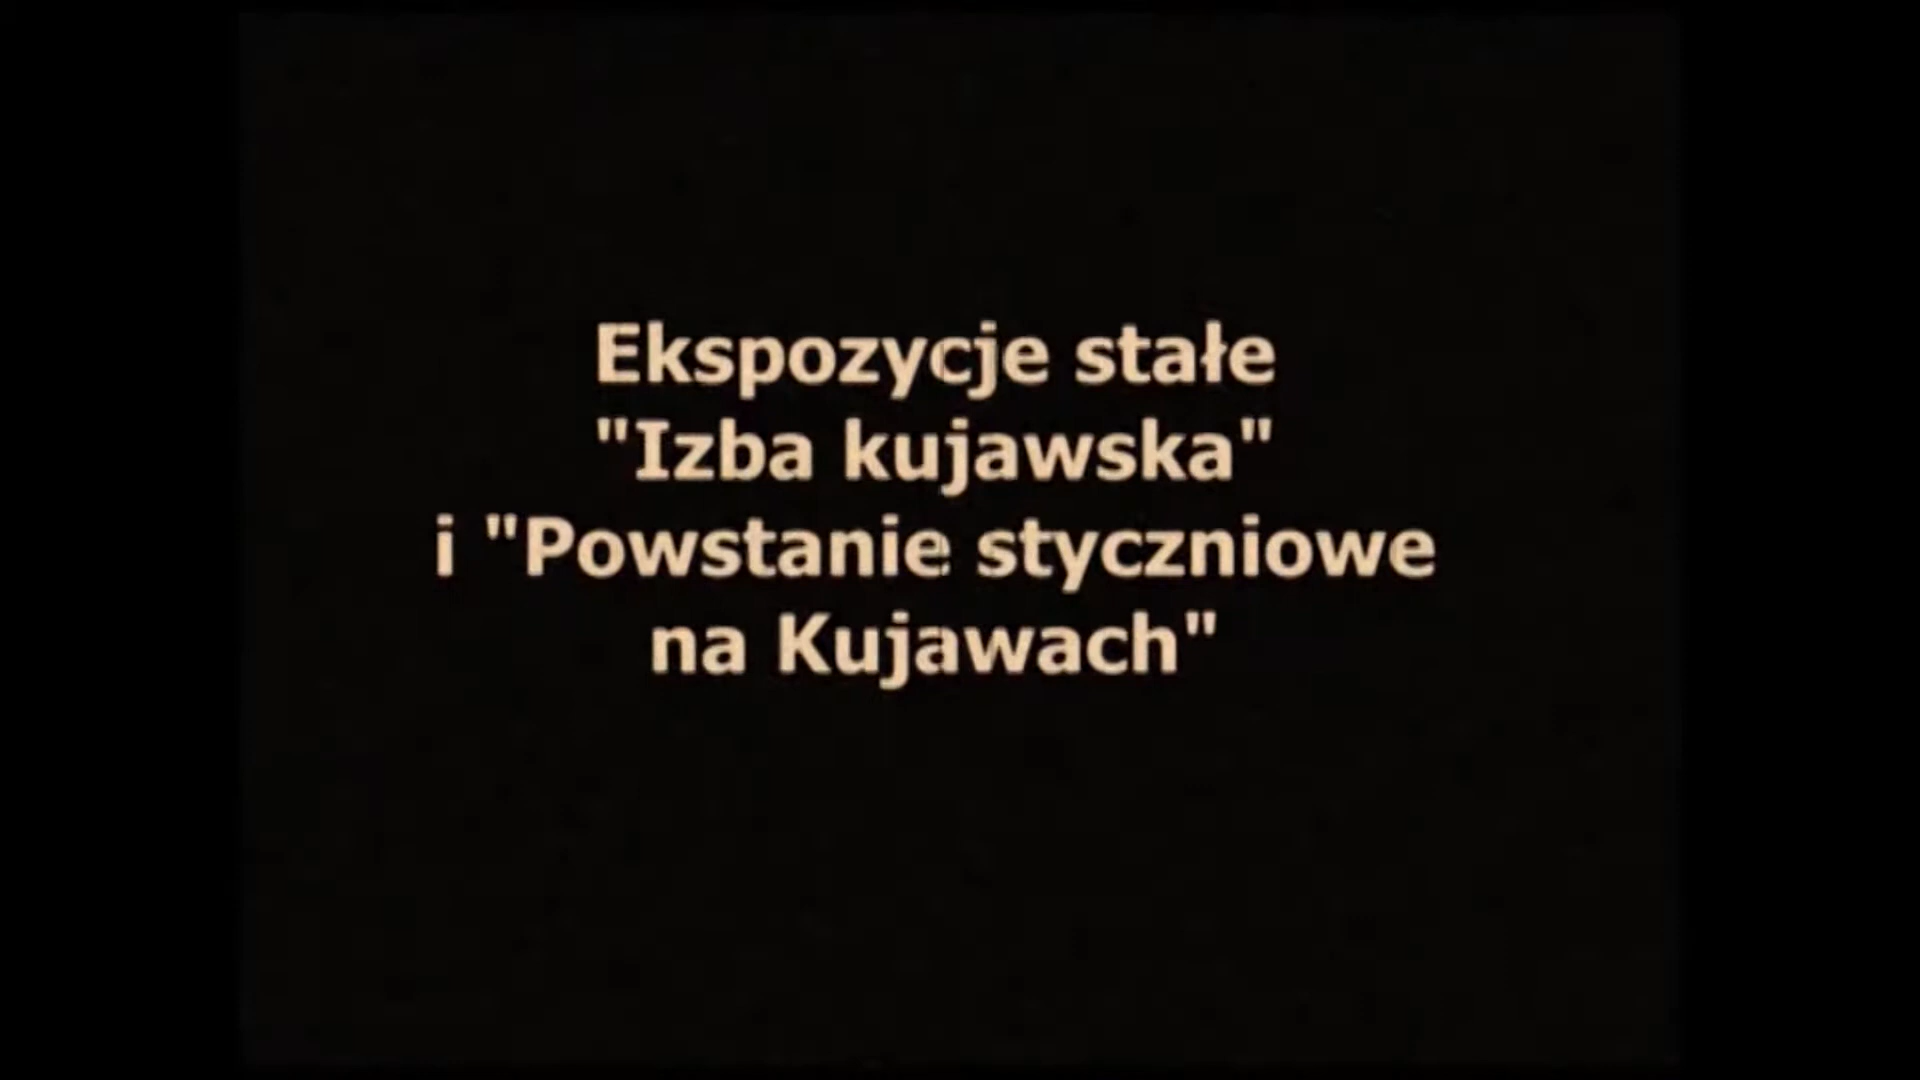 Ekspozycje stałe
"Izba kujawska"
i "Powstanie styczniowe
na Kujawach"